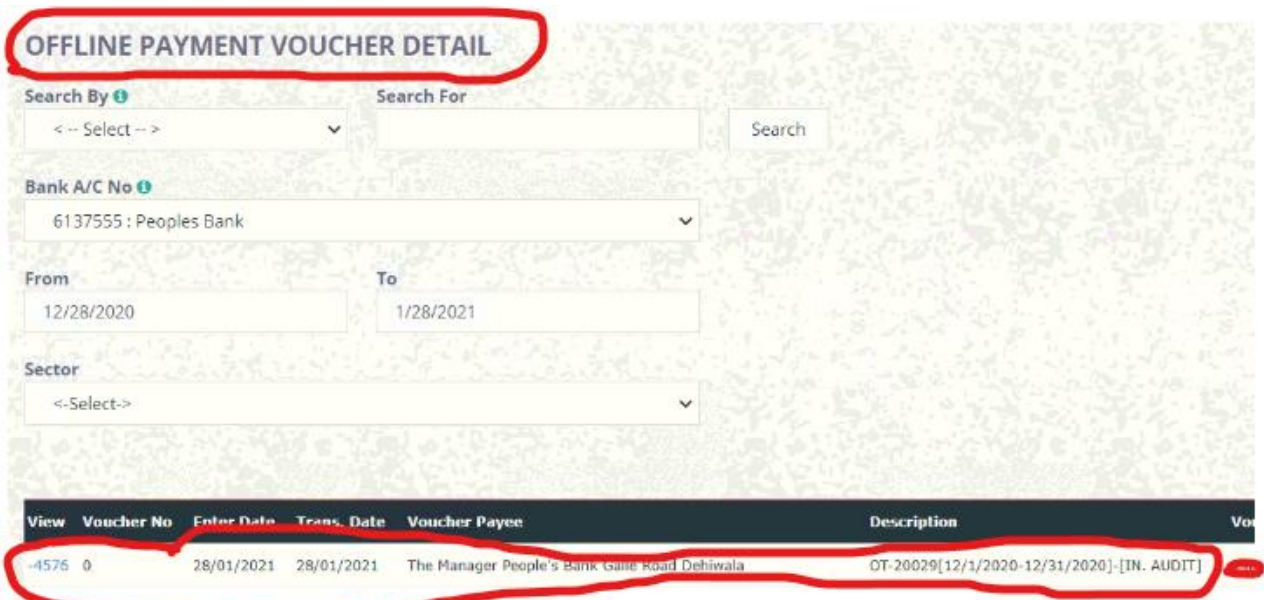 OFFLINE PAYMENT VOUCHER DETAIL
Search By Search For
< -- Select -- > Search
Bank A/C No
6137555 : Peoples Bank
From To
12/28/2020 1/28/2021
Sector
<-Select->
View Voucher No Enter Date Trans. Date Voucher Payee Description Vou
-4576 0 28/01/2021 28/01/2021 The Manager People's Bank Galle Road Dehiwala OT-20029[12/1/2020-12/31/2020]-[IN. AUDIT]